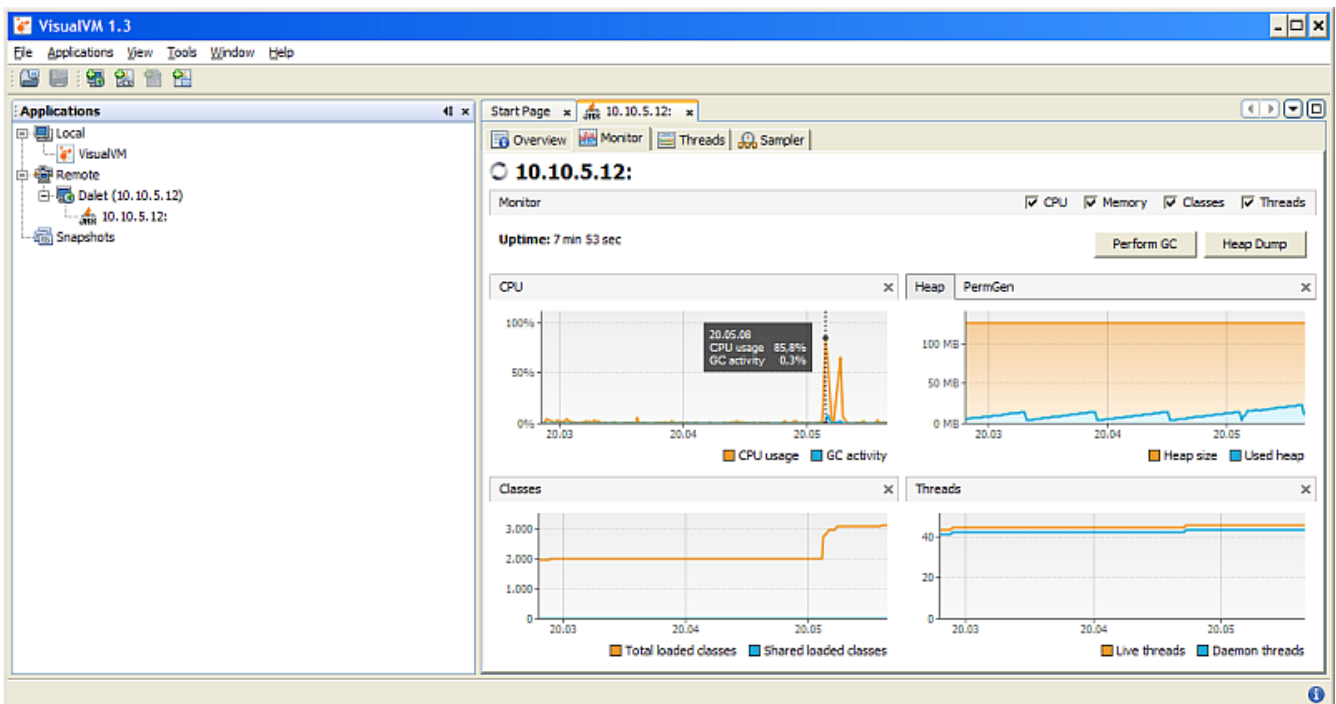 VisualVM 1.3
File Applications View Tools Window Help
Applications
Local
VisualVM
Remote
Dalet (10.10.5.12)
10.10.5.12:
Snapshots
Start Page 10.10.5.12:
Overview Monitor Threads Sampler
10.10.5.12:
Monitor CPU Memory Classes Threads
Uptime: 7 min 53 sec Perform GC Heap Dump
CPU
100%
50%
0%
20.05.08
CPU usage 85,8%
GC activity 0,3%
20.03 20.04 20.05
CPU usage GC activity
Heap PermGen
100 MB
50 MB
0 MB
20.03 20.04 20.05
Heap size Used heap
Classes
3.000
2.000
1.000
0
20.03 20.04 20.05
Total loaded classes Shared loaded classes
Threads
40
20
0
20.03 20.04 20.05
Live threads Daemon threads